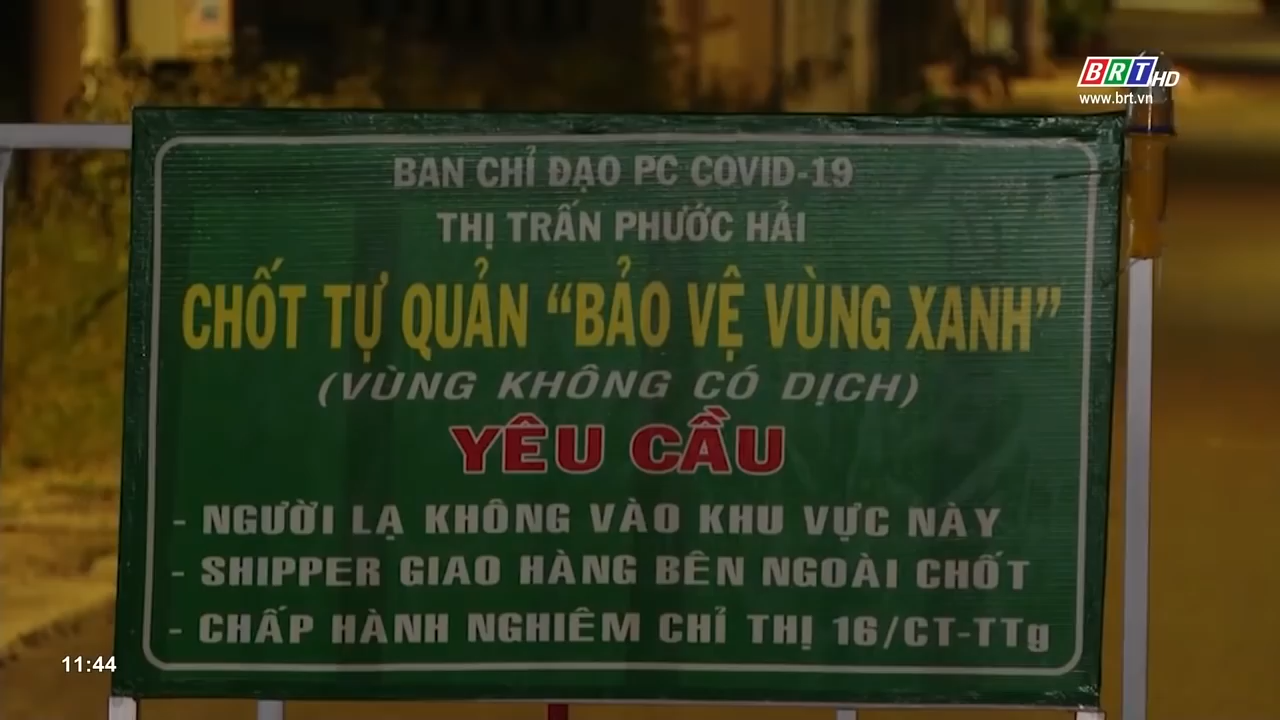 BRT HD
www.brt.vn
BAN CHỈ ĐẠO PC COVID-19
THỊ TRẤN PHƯỚC HẢI
CHỐT TỰ QUẢN “BẢO VỆ VÙNG XANH”
(VÙNG KHÔNG CÓ DỊCH)
YÊU CẦU
- NGƯỜI LẠ KHÔNG VÀO KHU VỰC NÀY
- SHIPPER GIAO HÀNG BÊN NGOÀI CHỐT
- CHẤP HÀNH NGHIÊM CHỈ THỊ 16/CT-TTg
11:44